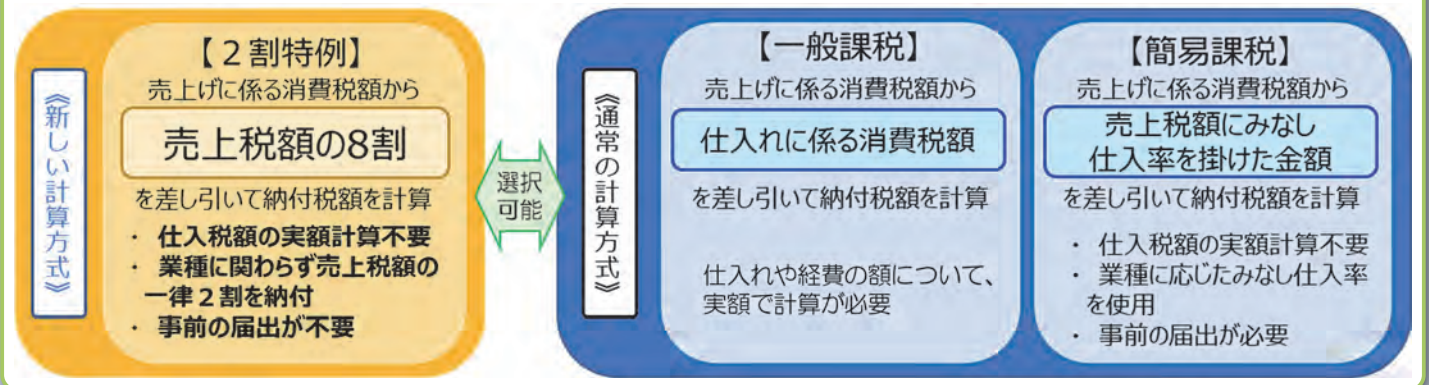 《新しい計算方式》
【２割特例】
売上げに係る消費税額から
売上税額の8割
を差し引いて納付税額を計算
・ 仕入税額の実額計算不要
・ 業種に関わらず売上税額の
一律２割を納付
・ 事前の届出が不要
選択
可能
《通常の計算方式》
【一般課税】
売上げに係る消費税額から
仕入れに係る消費税額
を差し引いて納付税額を計算
仕入れや経費の額について、
実額で計算が必要
【簡易課税】
売上げに係る消費税額から
売上税額にみなし
仕入率を掛けた金額
を差し引いて納付税額を計算
・ 仕入税額の実額計算不要
・ 業種に応じたみなし仕入率
を使用
・ 事前の届出が必要